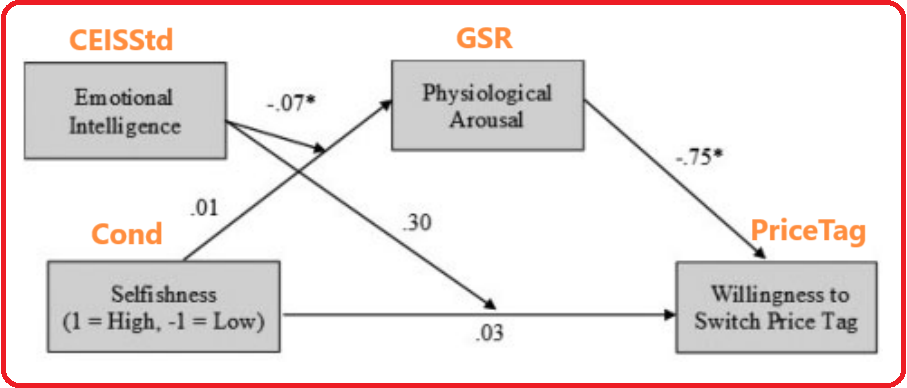 CEISStd
GSR
Emotional
Intelligence
-.07*
Physiological
Arousal
-.75*
.01
.30
Cond
PriceTag
Selfishness
(1 = High, -1 = Low)
.03
Willingness to
Switch Price Tag